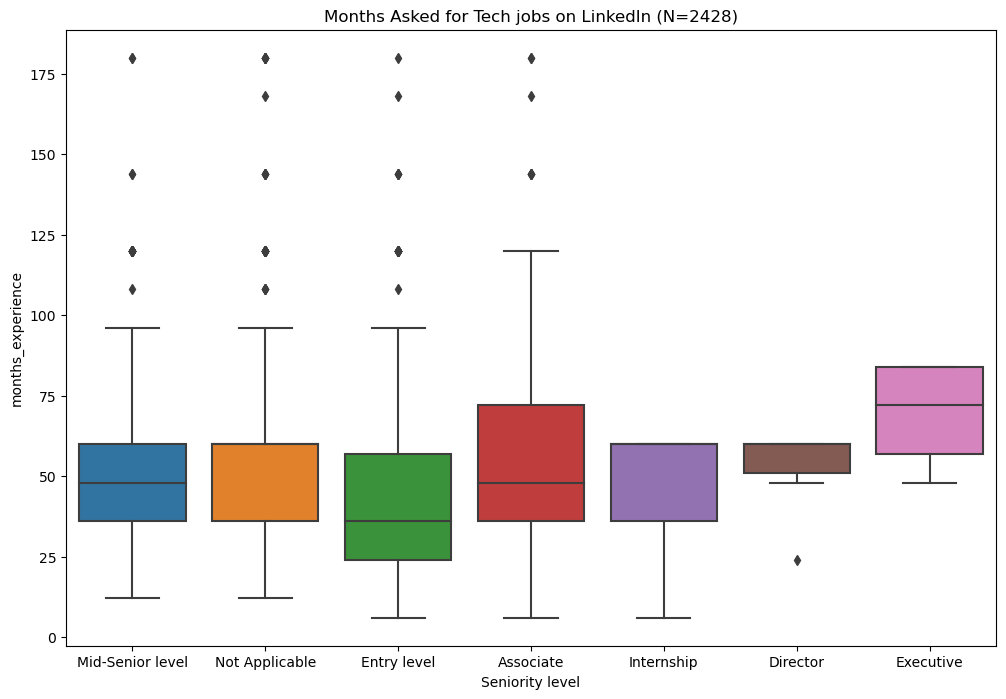 Months Asked for Tech jobs on LinkedIn (N=2428)
months_experience
175
150
125
100
75
50
25
0
Mid-Senior level
Not Applicable
Entry level
Associate
Internship
Director
Executive
Seniority level